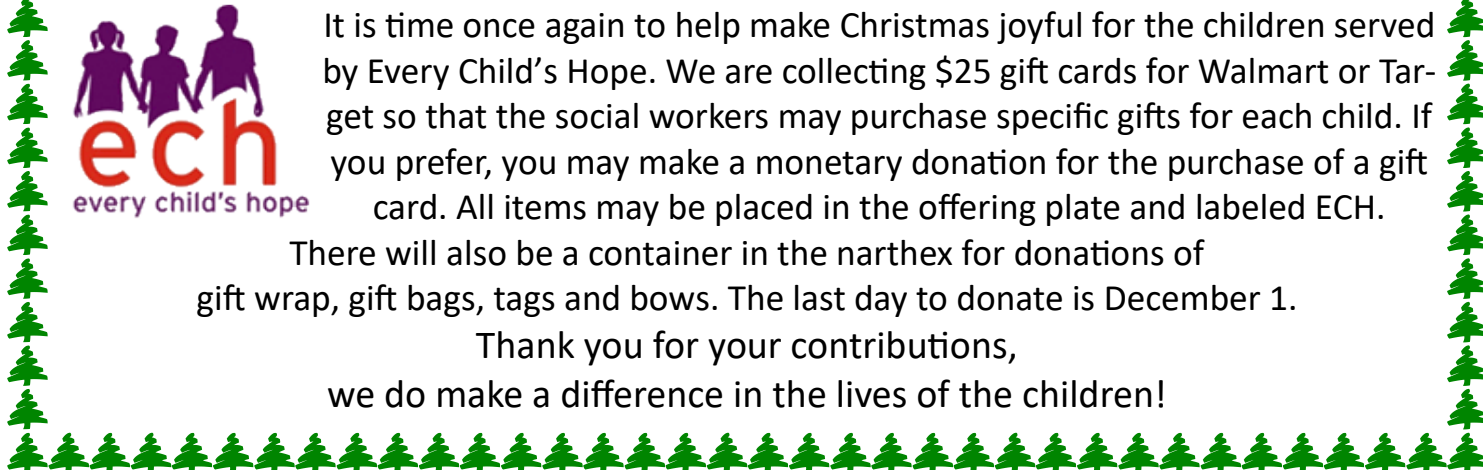 It is time once again to help make Christmas joyful for the children served
by Every Child's Hope. We are collecting $25 gift cards for Walmart or Tar-
get so that the social workers may purchase specific gifts for each child. If
you prefer, you may make a monetary donation for the purchase of a gift
card. All items may be placed in the offering plate and labeled ECH.
ech
every child's hope
There will also be a container in the narthex for donations of
gift wrap, gift bags, tags and bows. The last day to donate is December 1.
Thank you for your contributions,
we do make a difference in the lives of the children!